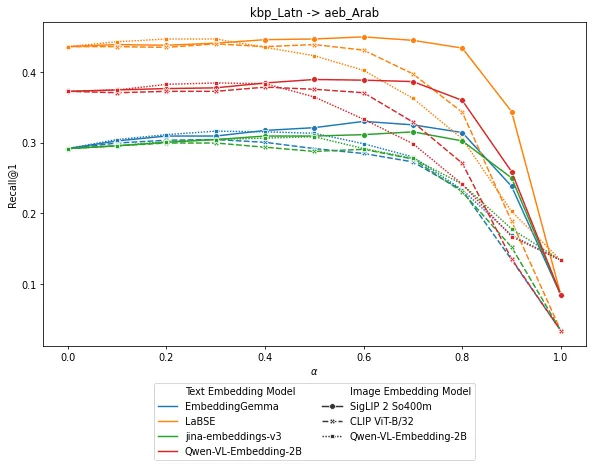 kbp_Latn -> aeb_Arab
Recall@1
0.4
0.3
0.2
0.1
0.0 0.2 0.4 0.6 0.8 1.0
α
Text Embedding Model
EmbeddingGemma
LaBSE
jina-embeddings-v3
Qwen-VL-Embedding-2B
Image Embedding Model
SigLIP 2 So400m
CLIP ViT-B/32
Qwen-VL-Embedding-2B